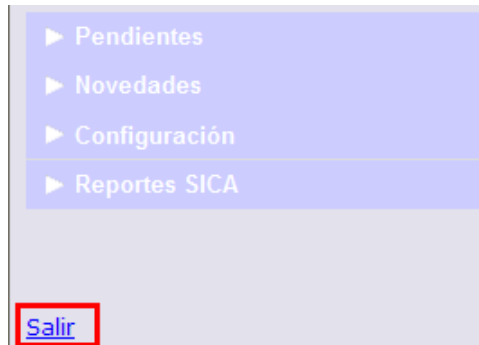 Pendientes
Novedades
Configuración
Reportes SICA
Salir